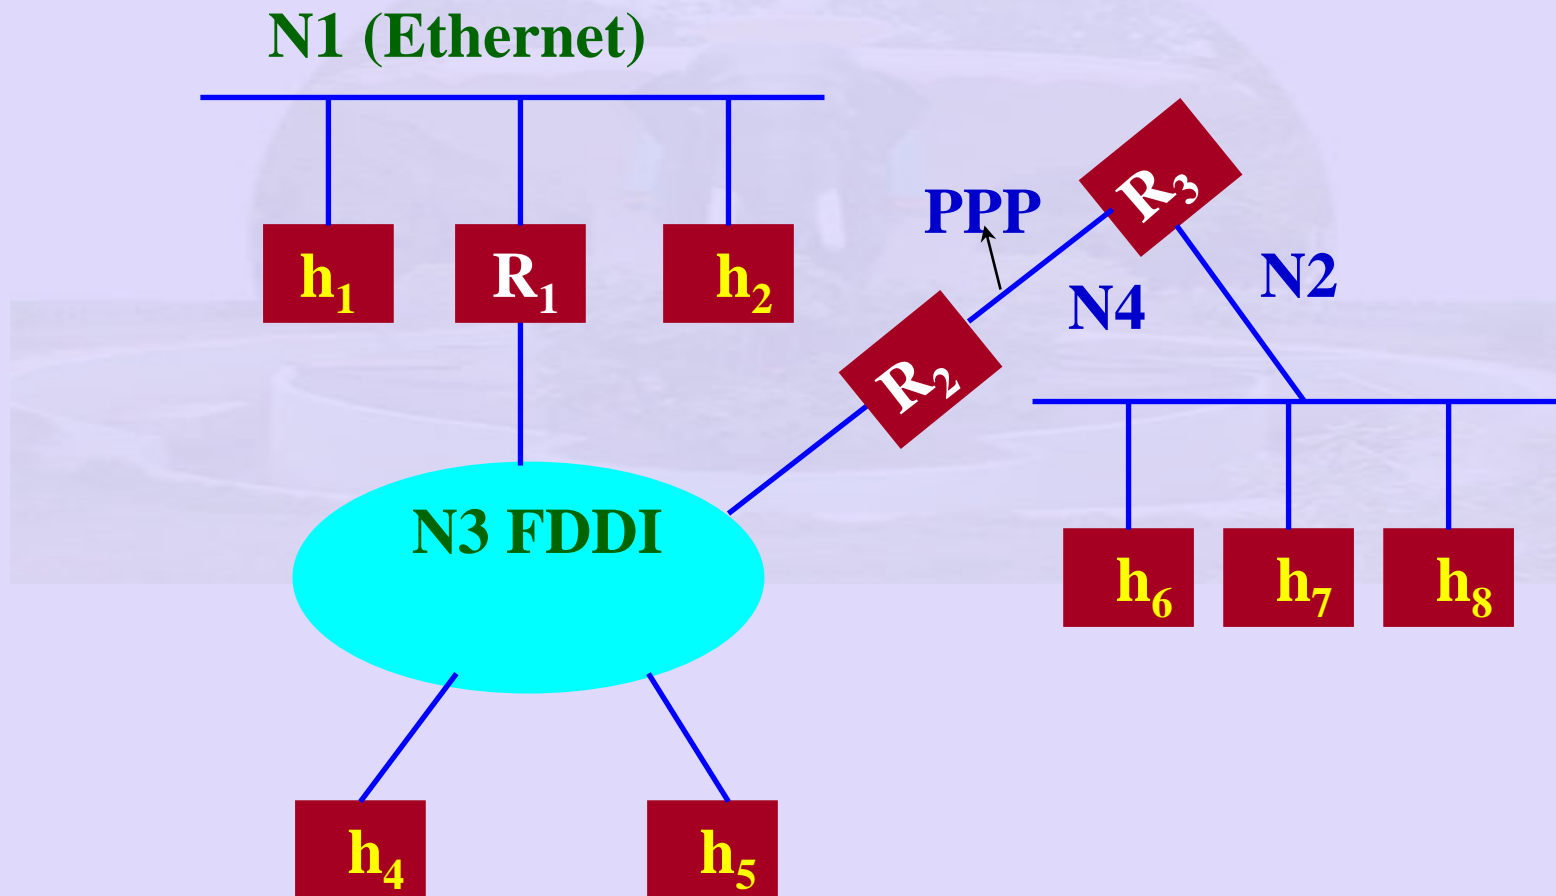 N1 (Ethernet)
h₁
R₁
h₂
PPP
R₃
N4
N2
R₂
N3 FDDI
h₆
h₇
h₈
h₄
h₅